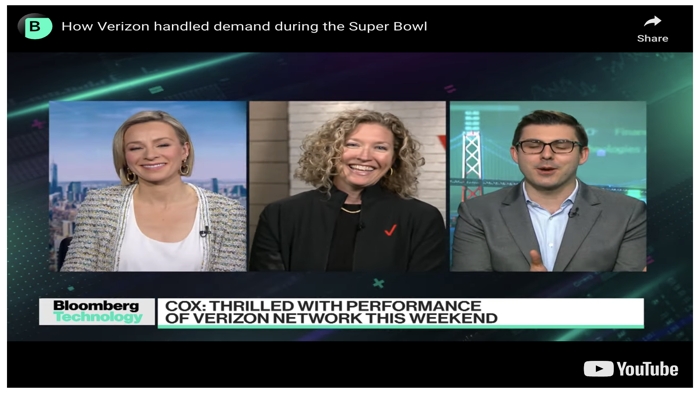 B
How Verizon handled demand during the Super Bowl
Share
Bloomberg
Technology
COX: THRILLED WITH PERFORMANCE
OF VERIZON NETWORK THIS WEEKEND
YouTube